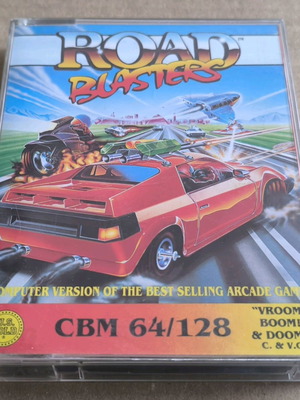 ROAD
BLASTERS
COMPUTER VERSION OF THE BEST SELLING ARCADE GAME
CBM 64/128
"VROOM
BOOM!
& DOOM
C. & V.G